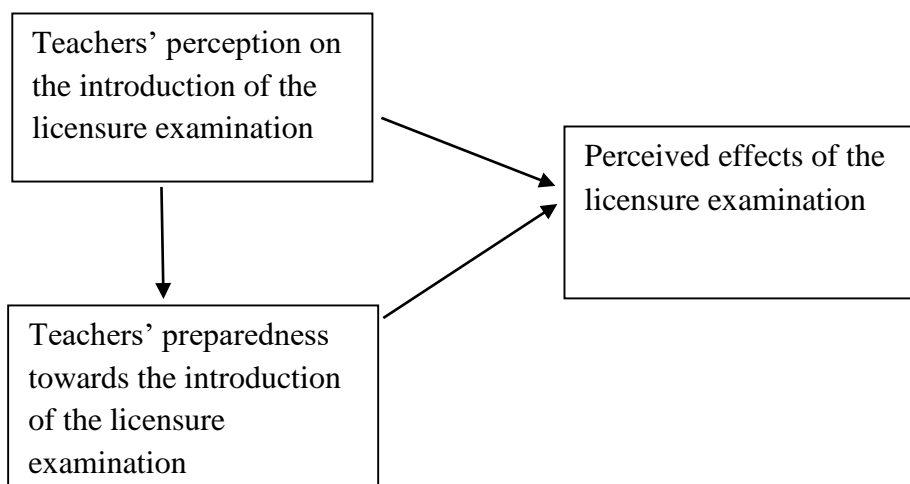 Teachers’ perception on
the introduction of the
licensure examination
Perceived effects of the
licensure examination
Teachers’ preparedness
towards the introduction
of the licensure
examination